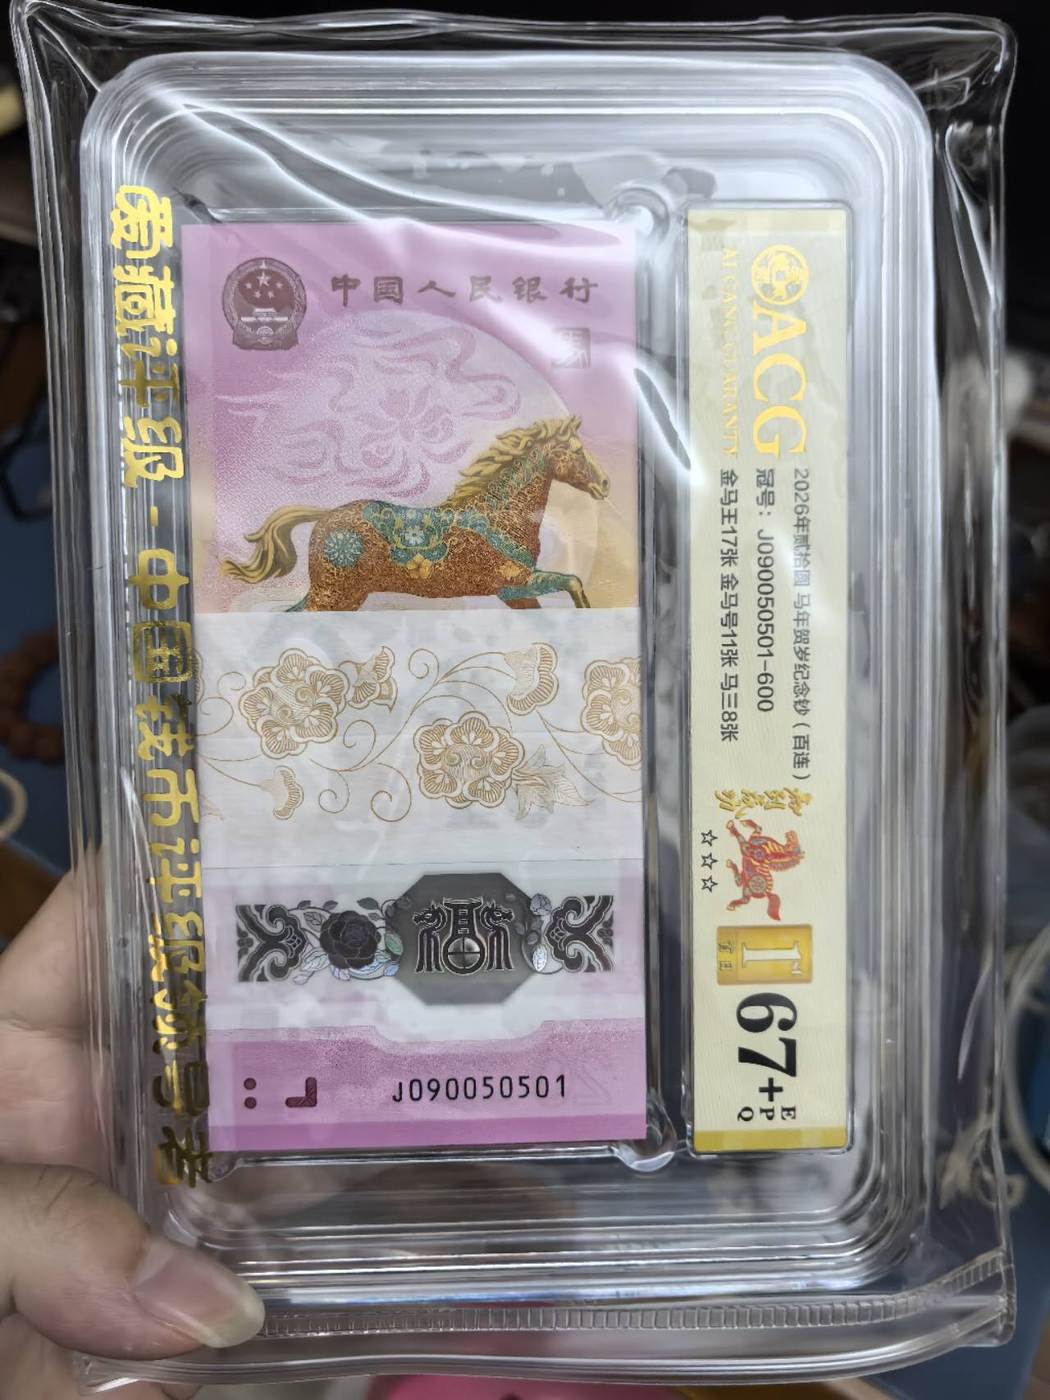 爱藏评级-中国钱币评级领导者
中国人民银行
J090050501
ACG
AI CANG GUARANTY
2026年贰拾圆 马年贺岁纪念钞（百连）
冠号：J090050501-600
金马王17张 金马号11张 马三8张
☆☆☆
1st
67+
EPQ